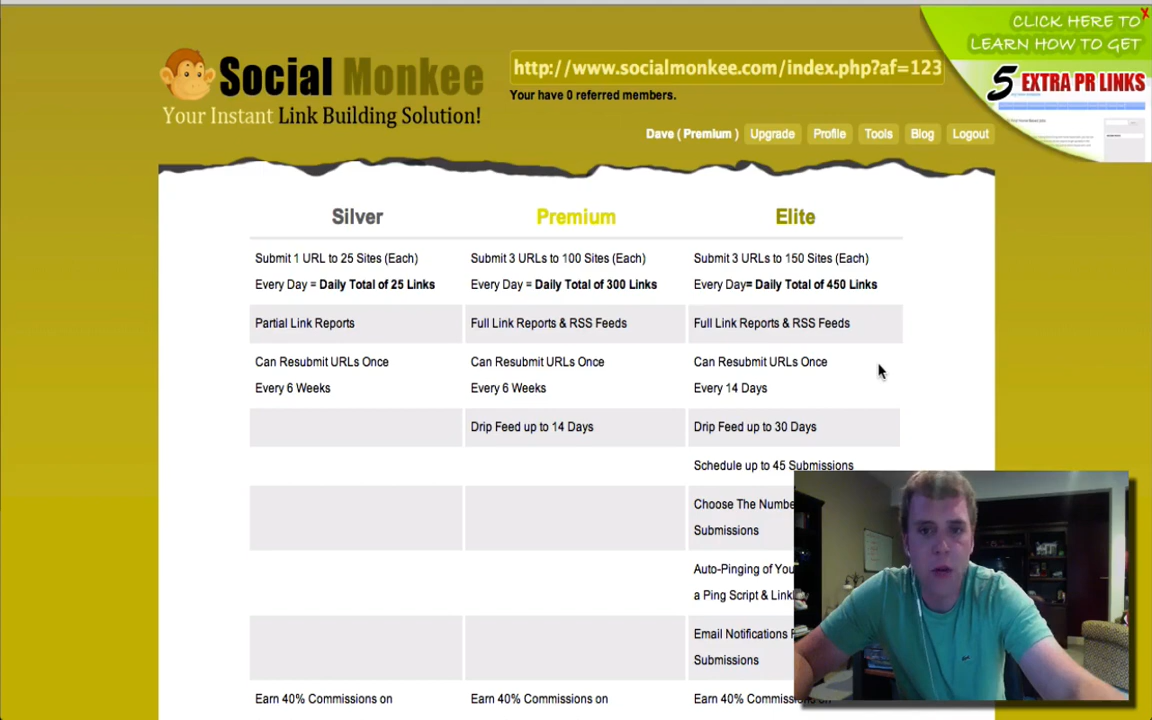 CLICK HERE TO
LEARN HOW TO GET
5 EXTRA PR LINKS
X
Social Monkee
Your Instant Link Building Solution!
http://www.socialmonkee.com/index.php?af=123
Your have 0 referred members.
Dave ( Premium ) Upgrade Profile Tools Blog Logout
Silver Premium Elite
Submit 1 URL to 25 Sites (Each) Submit 3 URLs to 100 Sites (Each) Submit 3 URLs to 150 Sites (Each)
Every Day = Daily Total of 25 Links Every Day = Daily Total of 300 Links Every Day= Daily Total of 450 Links
Partial Link Reports Full Link Reports & RSS Feeds Full Link Reports & RSS Feeds
Can Resubmit URLs Once Can Resubmit URLs Once Can Resubmit URLs Once
Every 6 Weeks Every 6 Weeks Every 14 Days
Drip Feed up to 14 Days Drip Feed up to 30 Days
Schedule up to 45 Submissions
Choose The Numbe
Submissions
Auto-Pinging of You
a Ping Script & Link
Email Notifications
Submissions
Earn 40% Commissions on Earn 40% Commissions on Earn 40% Commissions on